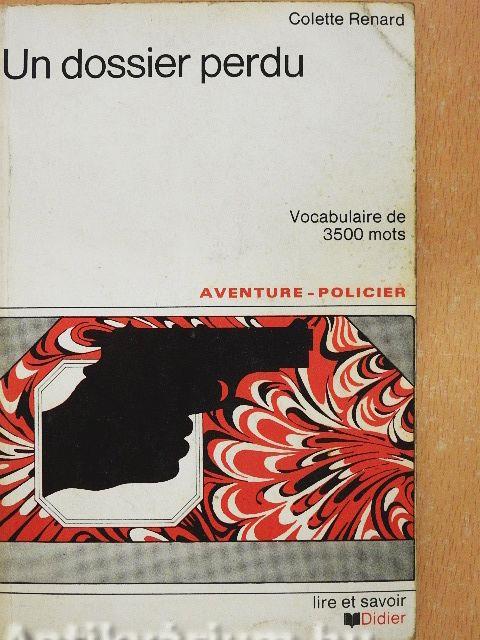 Colette Renard
Un dossier perdu
Vocabulaire de
3500 mots
AVENTURE-POLICIER
lire et savoir
Didier